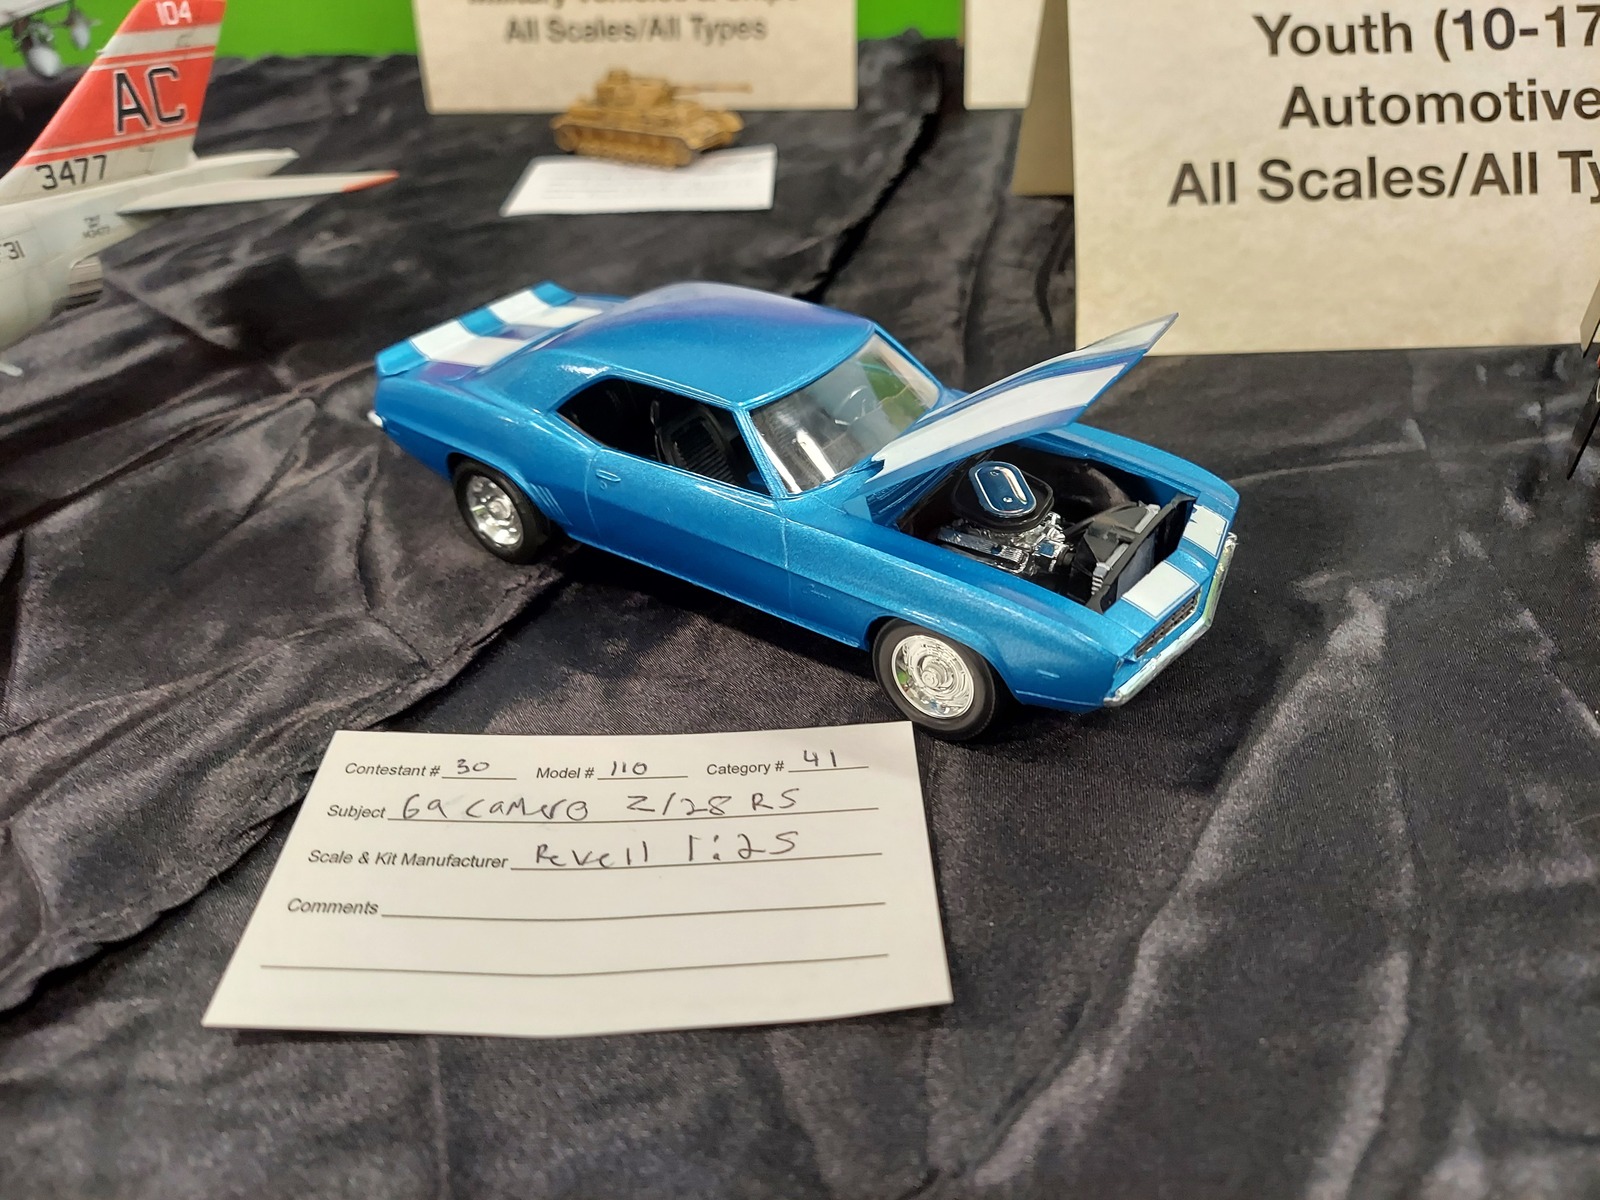 104
AC
3477
31
All Scales/All Types
Youth (10-17
Automotive
All Scales/All Ty
Contestant # 30 Model # 110 Category # 41
Subject 69 camero Z/28 RS
Scale & Kit Manufacturer Revell 1:25
Comments